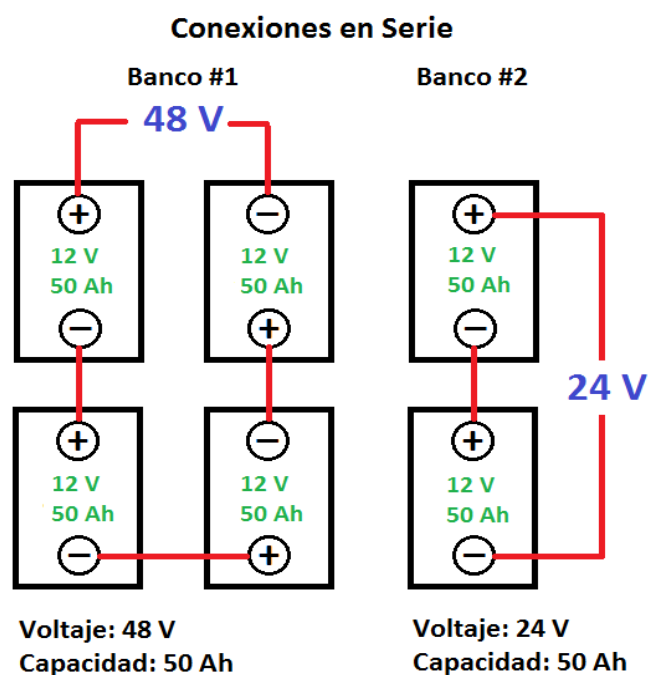 Conexiones en Serie
Banco #1
48 V
+
12 V
50 Ah
−
−
12 V
50 Ah
+
+
12 V
50 Ah
−
−
12 V
50 Ah
+
Voltaje: 48 V
Capacidad: 50 Ah
Banco #2
+
12 V
50 Ah
−
24 V
+
12 V
50 Ah
−
Voltaje: 24 V
Capacidad: 50 Ah